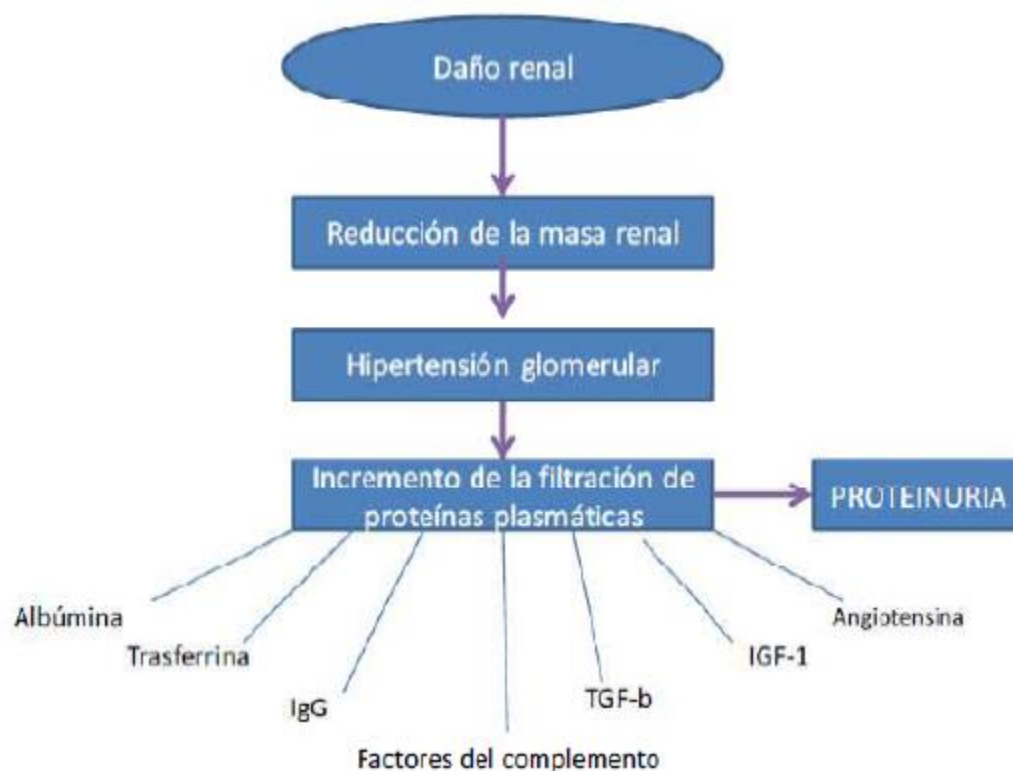 Daño renal
Reducción de la masa renal
Hipertensión glomerular
Incremento de la filtración de
proteínas plasmáticas
PROTEINURIA
Albúmina
Trasferrina
IgG
Factores del complemento
TGF-b
IGF-1
Angiotensina